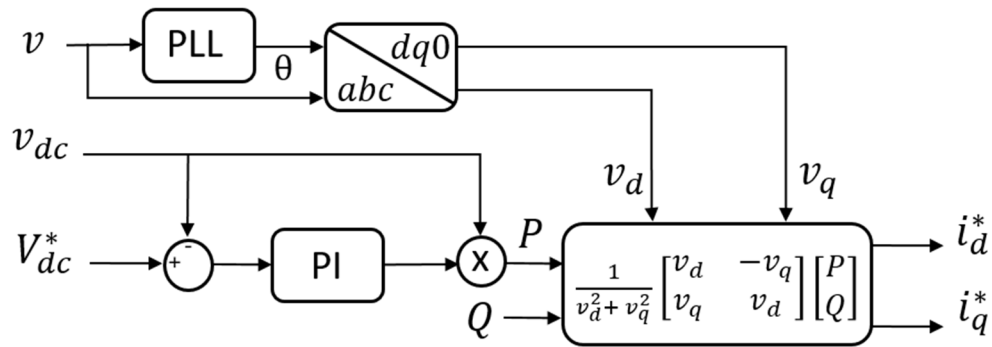 v
PLL
θ
dq0
abc
v_dc
v_d
v_q
V*_dc
+
-
PI
X
P
Q
1
v_d^2 + v_q^2
[v_d -v_q] [P]
[v_q v_d] [Q]
i*_d
i*_q